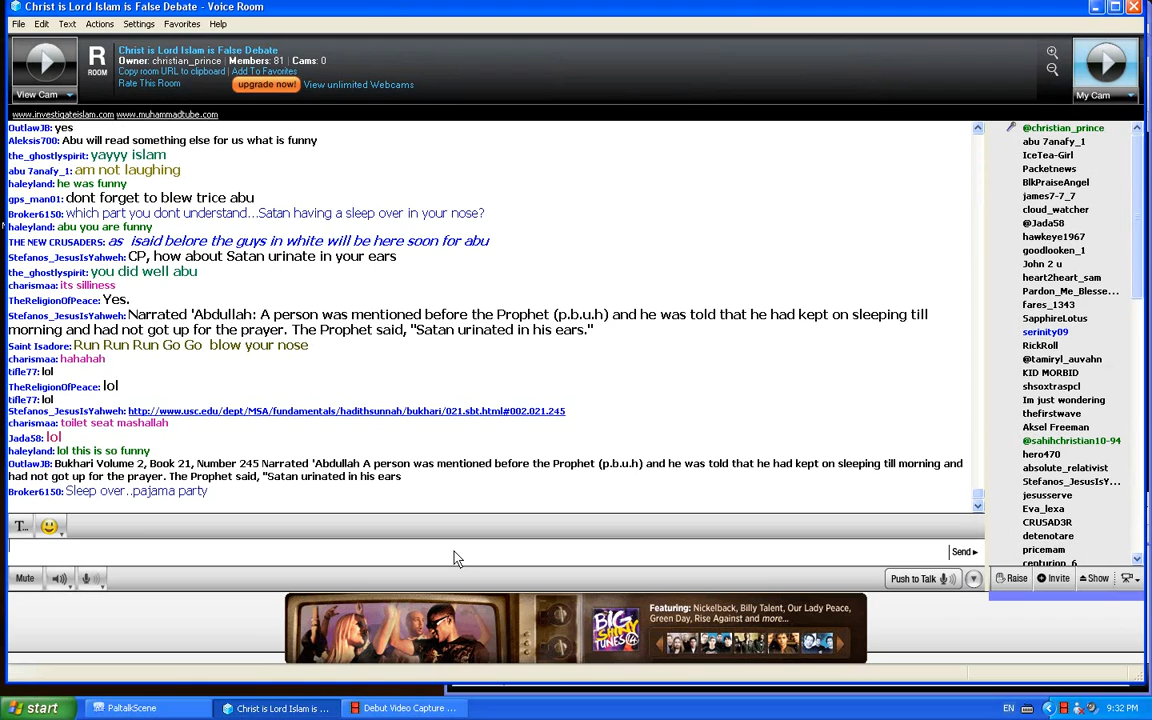 Christ is Lord Islam is False Debate - Voice Room
File Edit Text Actions Settings Favorites Help
View Cam
R
ROOM
Christ is Lord Islam is False Debate
Owner: christian_prince | Members: 81 | Cams: 0
Copy room URL to clipboard | Add To Favorites
Rate This Room
upgrade now! View unlimited Webcams
My Cam
www.investigateislam.com www.muhammadtube.com
OutlawJB: yes
Aleksis700: Abu will read something else for us what is funny
the_ghostlyspirit: yayyy islam
abu 7anafy_1: am not laughing
haleyland: he was funny
gps_man01: dont forget to blew trice abu
Broker6150: which part you dont understand...Satan having a sleep over in your nose?
haleyland: abu you are funny
THE NEW CRUSADERS: as isaid belore the guys in white will be here soon for abu
Stefanos_JesusIsYahweh: CP, how about Satan urinate in your ears
the_ghostlyspirit: you did well abu
charismaa: its silliness
TheReligionOfPeace: Yes.
Stefanos_JesusIsYahweh: Narrated 'Abdullah: A person was mentioned before the Prophet (p.b.u.h) and he was told that he had kept on sleeping till
morning and had not got up for the prayer. The Prophet said, "Satan urinated in his ears."
Saint Isadore: Run Run Run Go Go blow your nose
charismaa: hahahah
tifle77: lol
TheReligionOfPeace: lol
tifle77: lol
Stefanos_JesusIsYahweh: http://www.usc.edu/dept/MSA/fundamentals/hadithsunnah/bukhari/021.sbt.html#002.021.245
charismaa: toilet seat mashallah
Jada58: lol
haleyland: lol this is so funny
OutlawJB: Bukhari Volume 2, Book 21, Number 245 Narrated 'Abdullah A person was mentioned before the Prophet (p.b.u.h) and he was told that he had kept on sleeping till morning and
had not got up for the prayer. The Prophet said, "Satan urinated in his ears
Broker6150: Sleep over..pajama party
@christian_prince
abu 7anafy_1
IceTea-Girl
Packetnews
BlkPraiseAngel
james7-7_7
cloud_watcher
@Jada58
hawkeye1967
goodlooken_1
John 2 u
heart2heart_sam
Pardon_Me_Blesse...
fares_1343
SapphireLotus
serinity09
RickRoll
@tamiryl_auvahn
KID MORBID
shsoxtraspcl
Im just wondering
thefirstwave
Aksel Freeman
@sahihchristian10-94
hero470
absolute_relativist
Stefanos_JesusIsY...
jesusserve
Eva_lexa
CRUSAD3R
detenotare
pricemam
centurion_6
T...
Send
Mute
Push to Talk
Raise Invite Show
BIG SHINY TUNES
Featuring: Nickelback, Billy Talent, Our Lady Peace,
Green Day, Rise Against and more...
start PaltalkScene Christ is Lord Islam is ... Debut Video Capture ... EN 9:32 PM